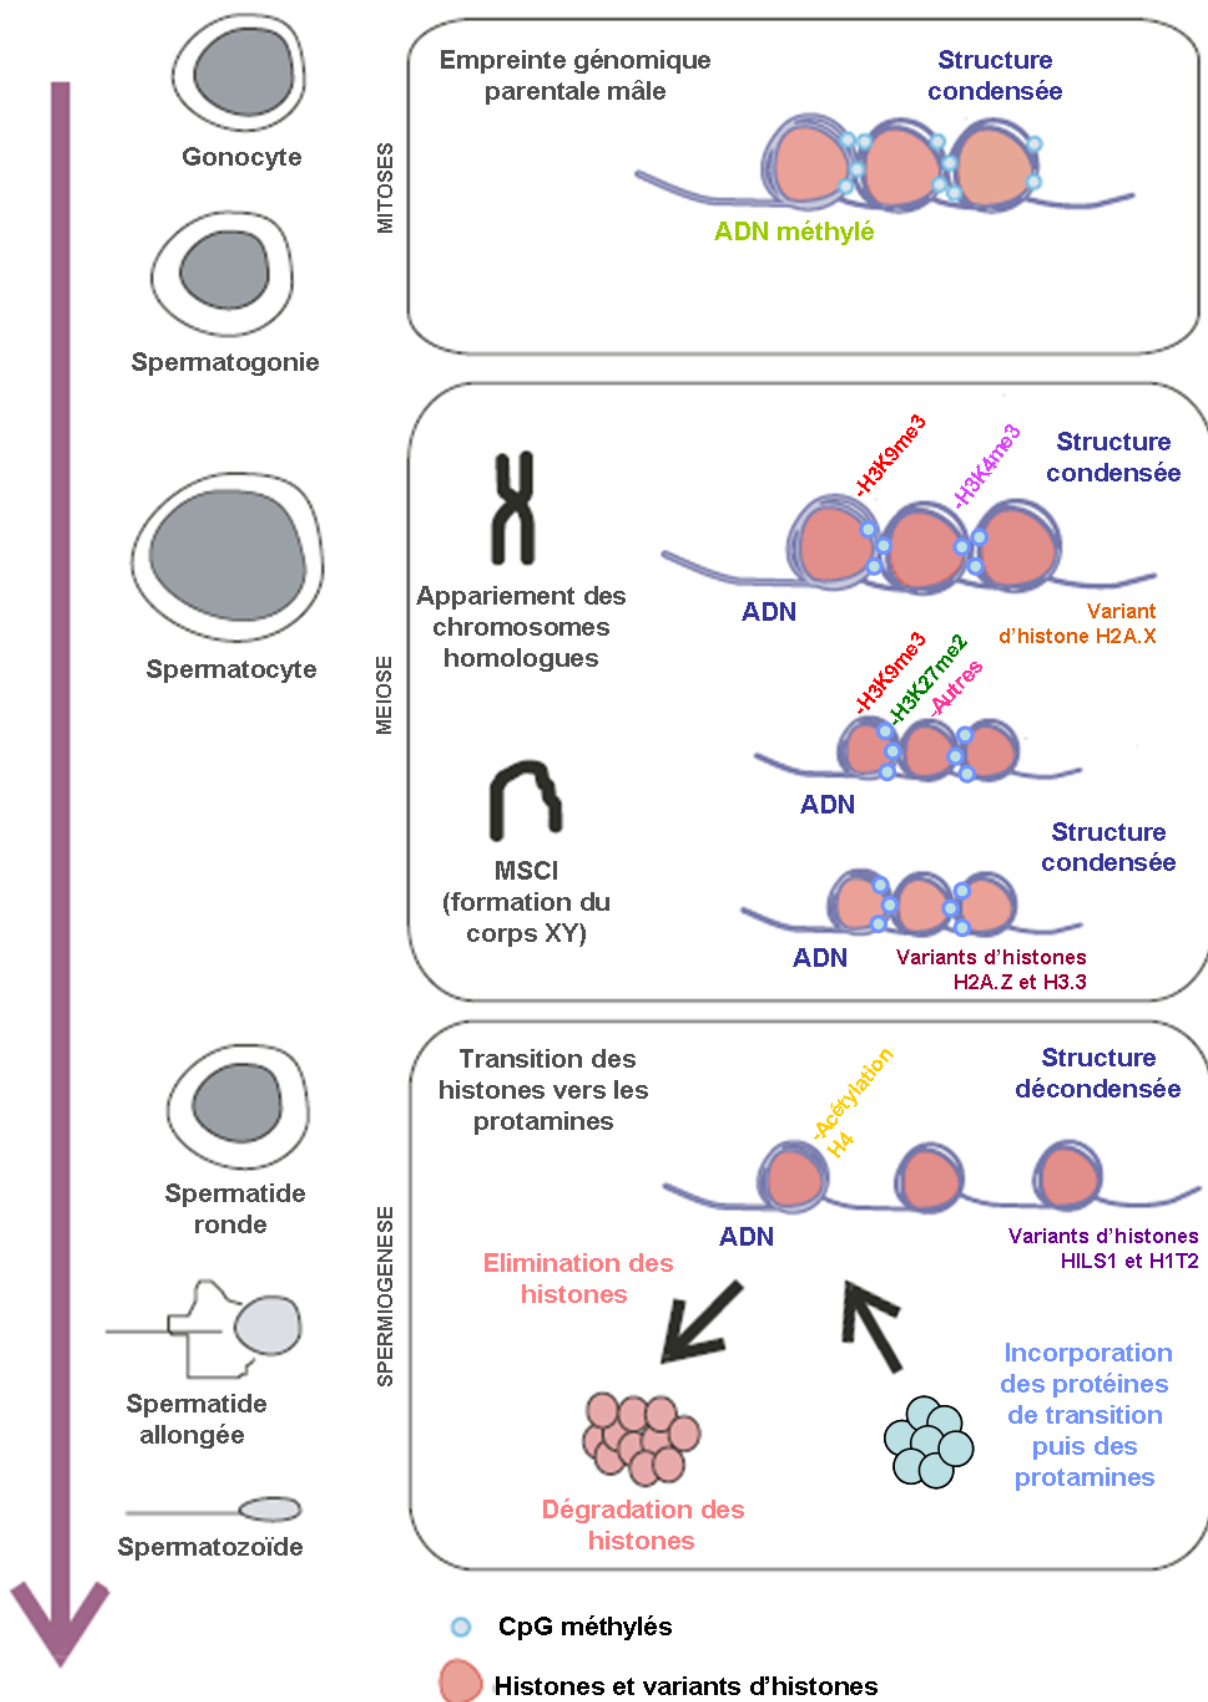 Gonocyte
Spermatogonie
MITOSES
Empreinte génomique
parentale mâle
Structure
condensée
ADN méthylé
Spermatocyte
MEIOSE
Appariement des
chromosomes
homologues
-H3K9me3
-H3K4me3
Structure
condensée
ADN
Variant
d’histone H2A.X
-H3K9me3
-H3K27me2
-Autres
ADN
MSCI
(formation du
corps XY)
Structure
condensée
ADN
Variants d’histones
H2A.Z et H3.3
Spermatide
ronde
Spermatide
allongée
Spermatozoïde
SPERMIOGENESE
Transition des
histones vers les
protamines
-Acétylation
H4
Structure
décondensée
ADN
Variants d’histones
HILS1 et H1T2
Elimination des
histones
Dégradation des
histones
Incorporation
des protéines
de transition
puis des
protamines
CpG méthylés
Histones et variants d’histones